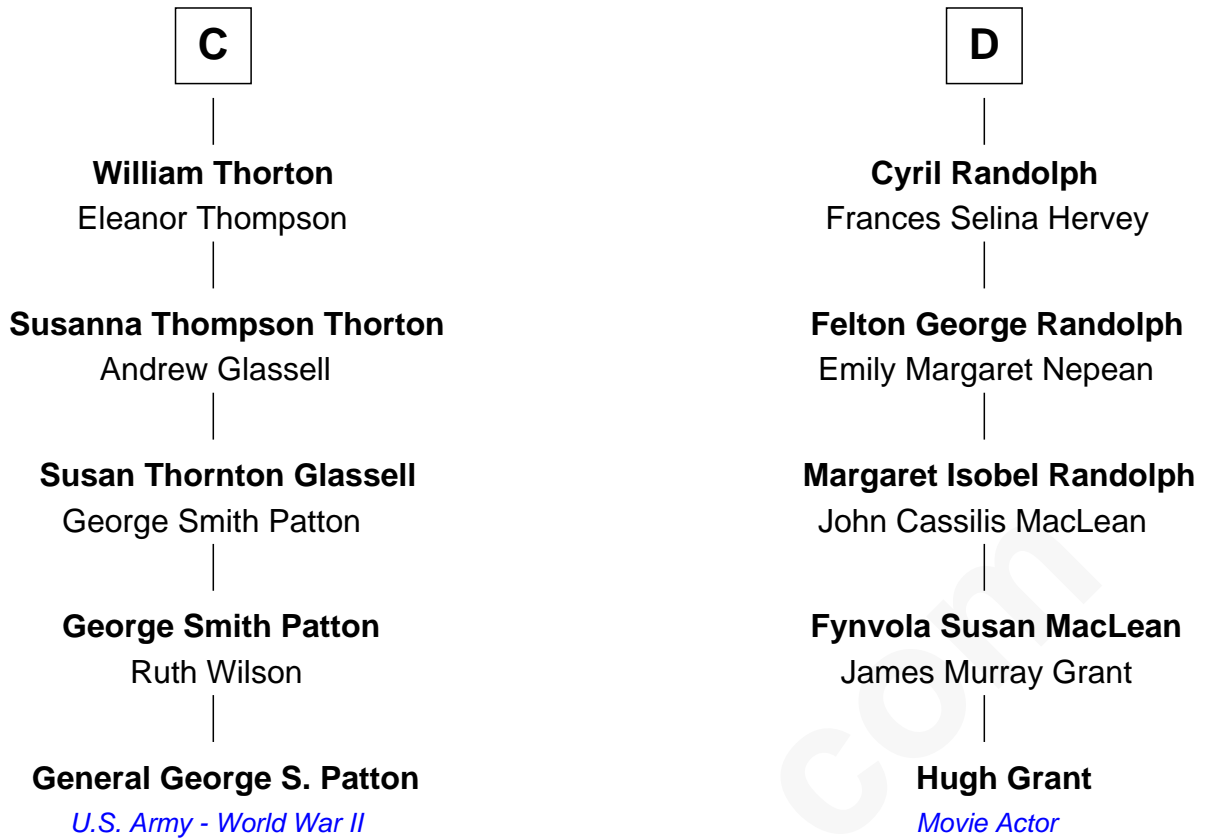 C
William Thorton
Eleanor Thompson
Susanna Thompson Thorton
Andrew Glassell
Susan Thornton Glassell
George Smith Patton
George Smith Patton
Ruth Wilson
General George S. Patton
U.S. Army - World War II
D
Cyril Randolph
Frances Selina Hervey
Felton George Randolph
Emily Margaret Nepean
Margaret Isobel Randolph
John Cassilis MacLean
Fynvola Susan MacLean
James Murray Grant
Hugh Grant
Movie Actor
com